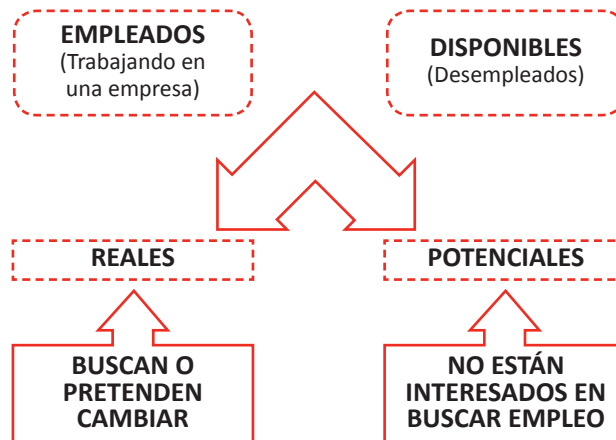 EMPLEADOS
(Trabajando en
una empresa)
DISPONIBLES
(Desempleados)
REALES
POTENCIALES
BUSCAN O
PRETENDEN
CAMBIAR
NO ESTÁN
INTERESADOS EN
BUSCAR EMPLEO